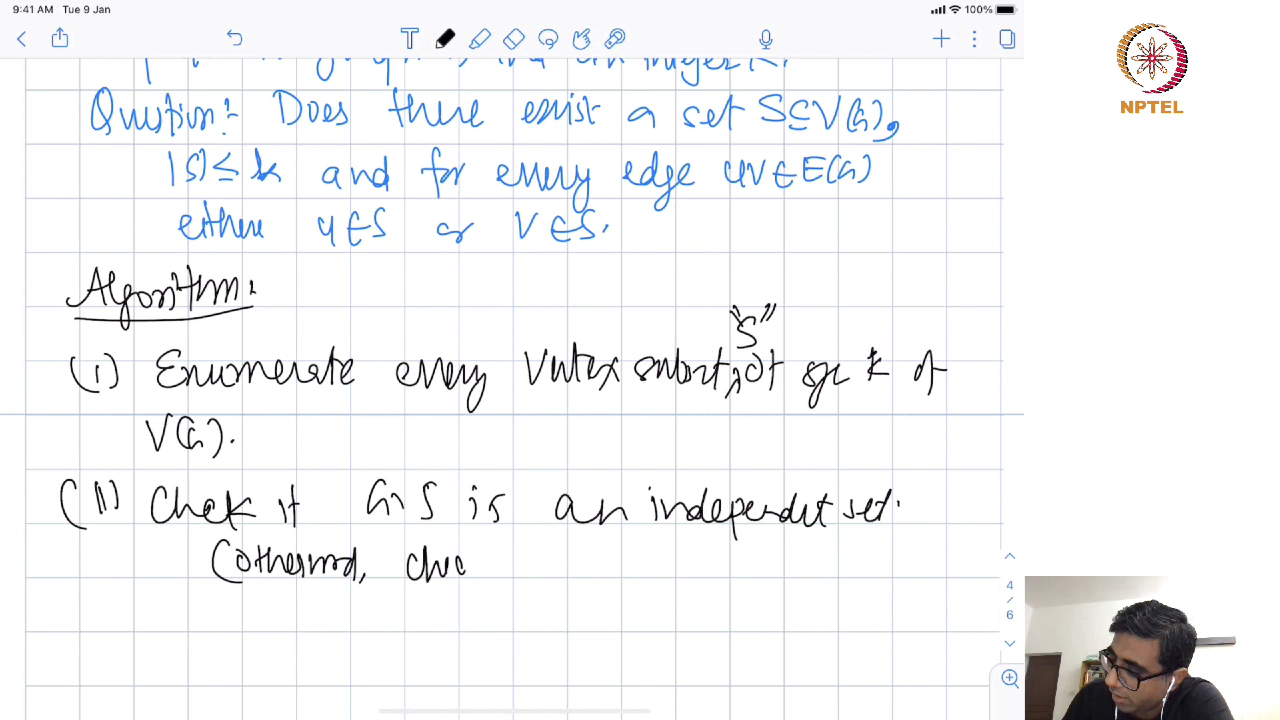 9:41 AM Tue 9 Jan
100%
NPTEL
integer k.
Question: Does there exist a set S⊆V(G),
|S|≤k and for every edge uv∈E(G)
either u∈S or v∈S.
Algorithm:
"S"
(i) Enumerate every vertex subset, of size k of
V(G).
(ii) Check if G\S is an independent set.
(otherwise, chec
4
/
6